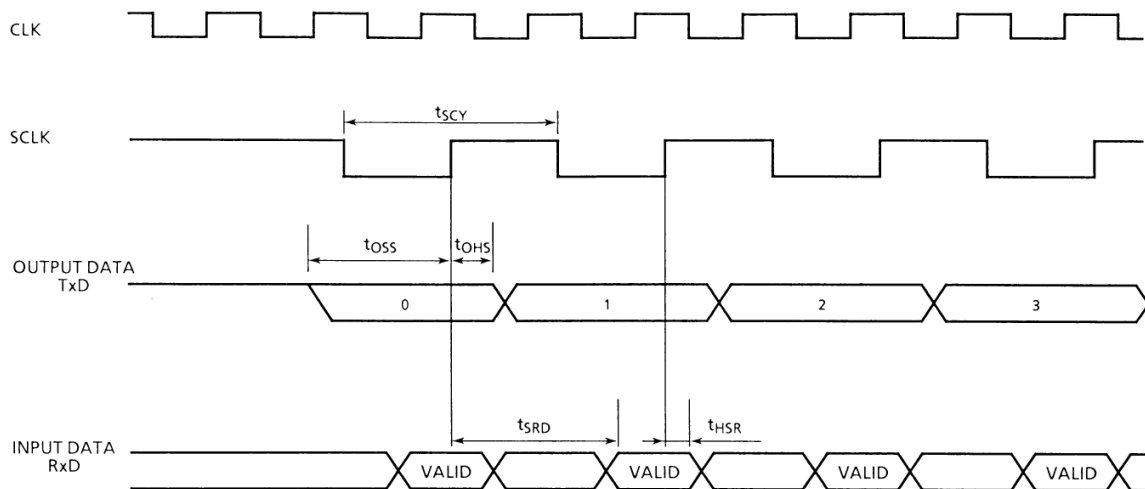 CLK
tSCY
SCLK
tOSS
tOHS
OUTPUT DATA
TxD
0
1
2
3
tSRD
tHSR
INPUT DATA
RxD
VALID
VALID
VALID
VALID